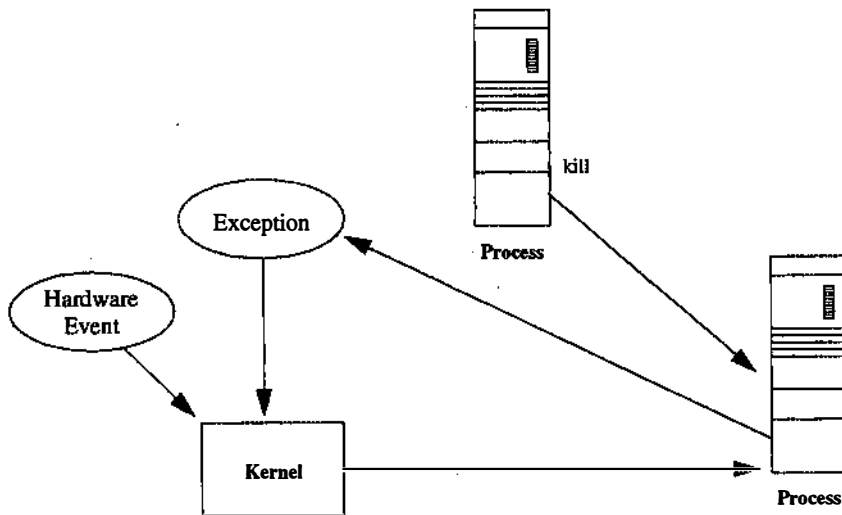 kill
Exception
Process
Hardware
Event
Kernel
Process